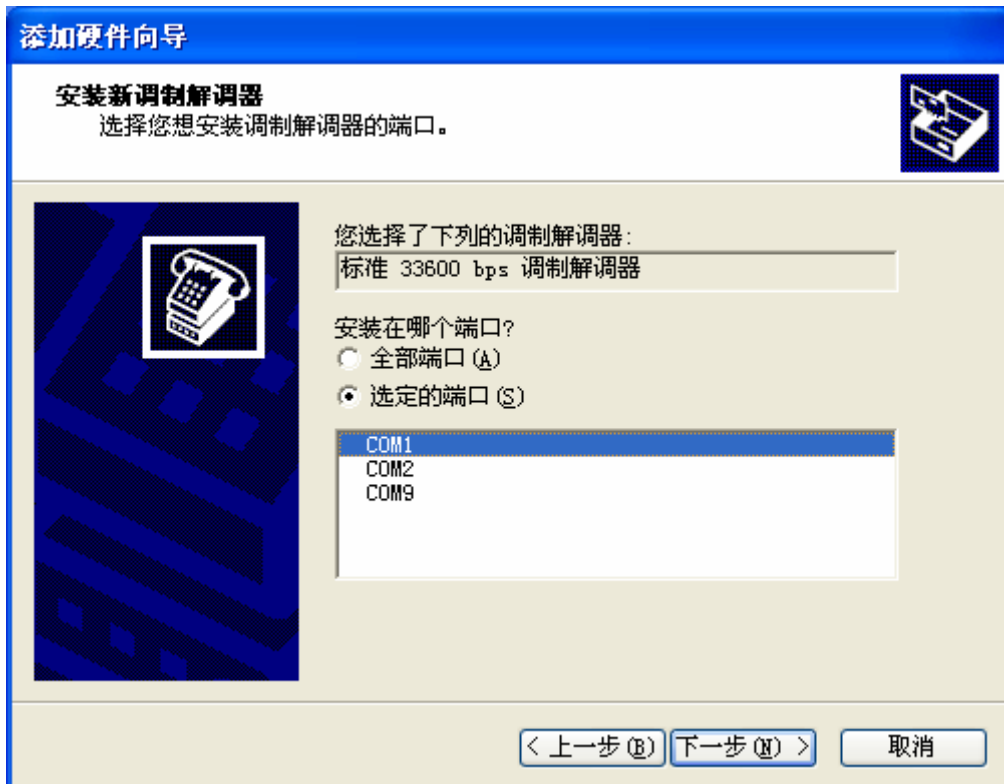 添加硬件向导
安装新调制解调器
选择您想安装调制解调器的端口。
您选择了下列的调制解调器:
标准 33600 bps 调制解调器
安装在哪个端口?
全部端口(A)
选定的端口(S)
COM1
COM2
COM9
< 上一步(B) 下一步(N) > 取消